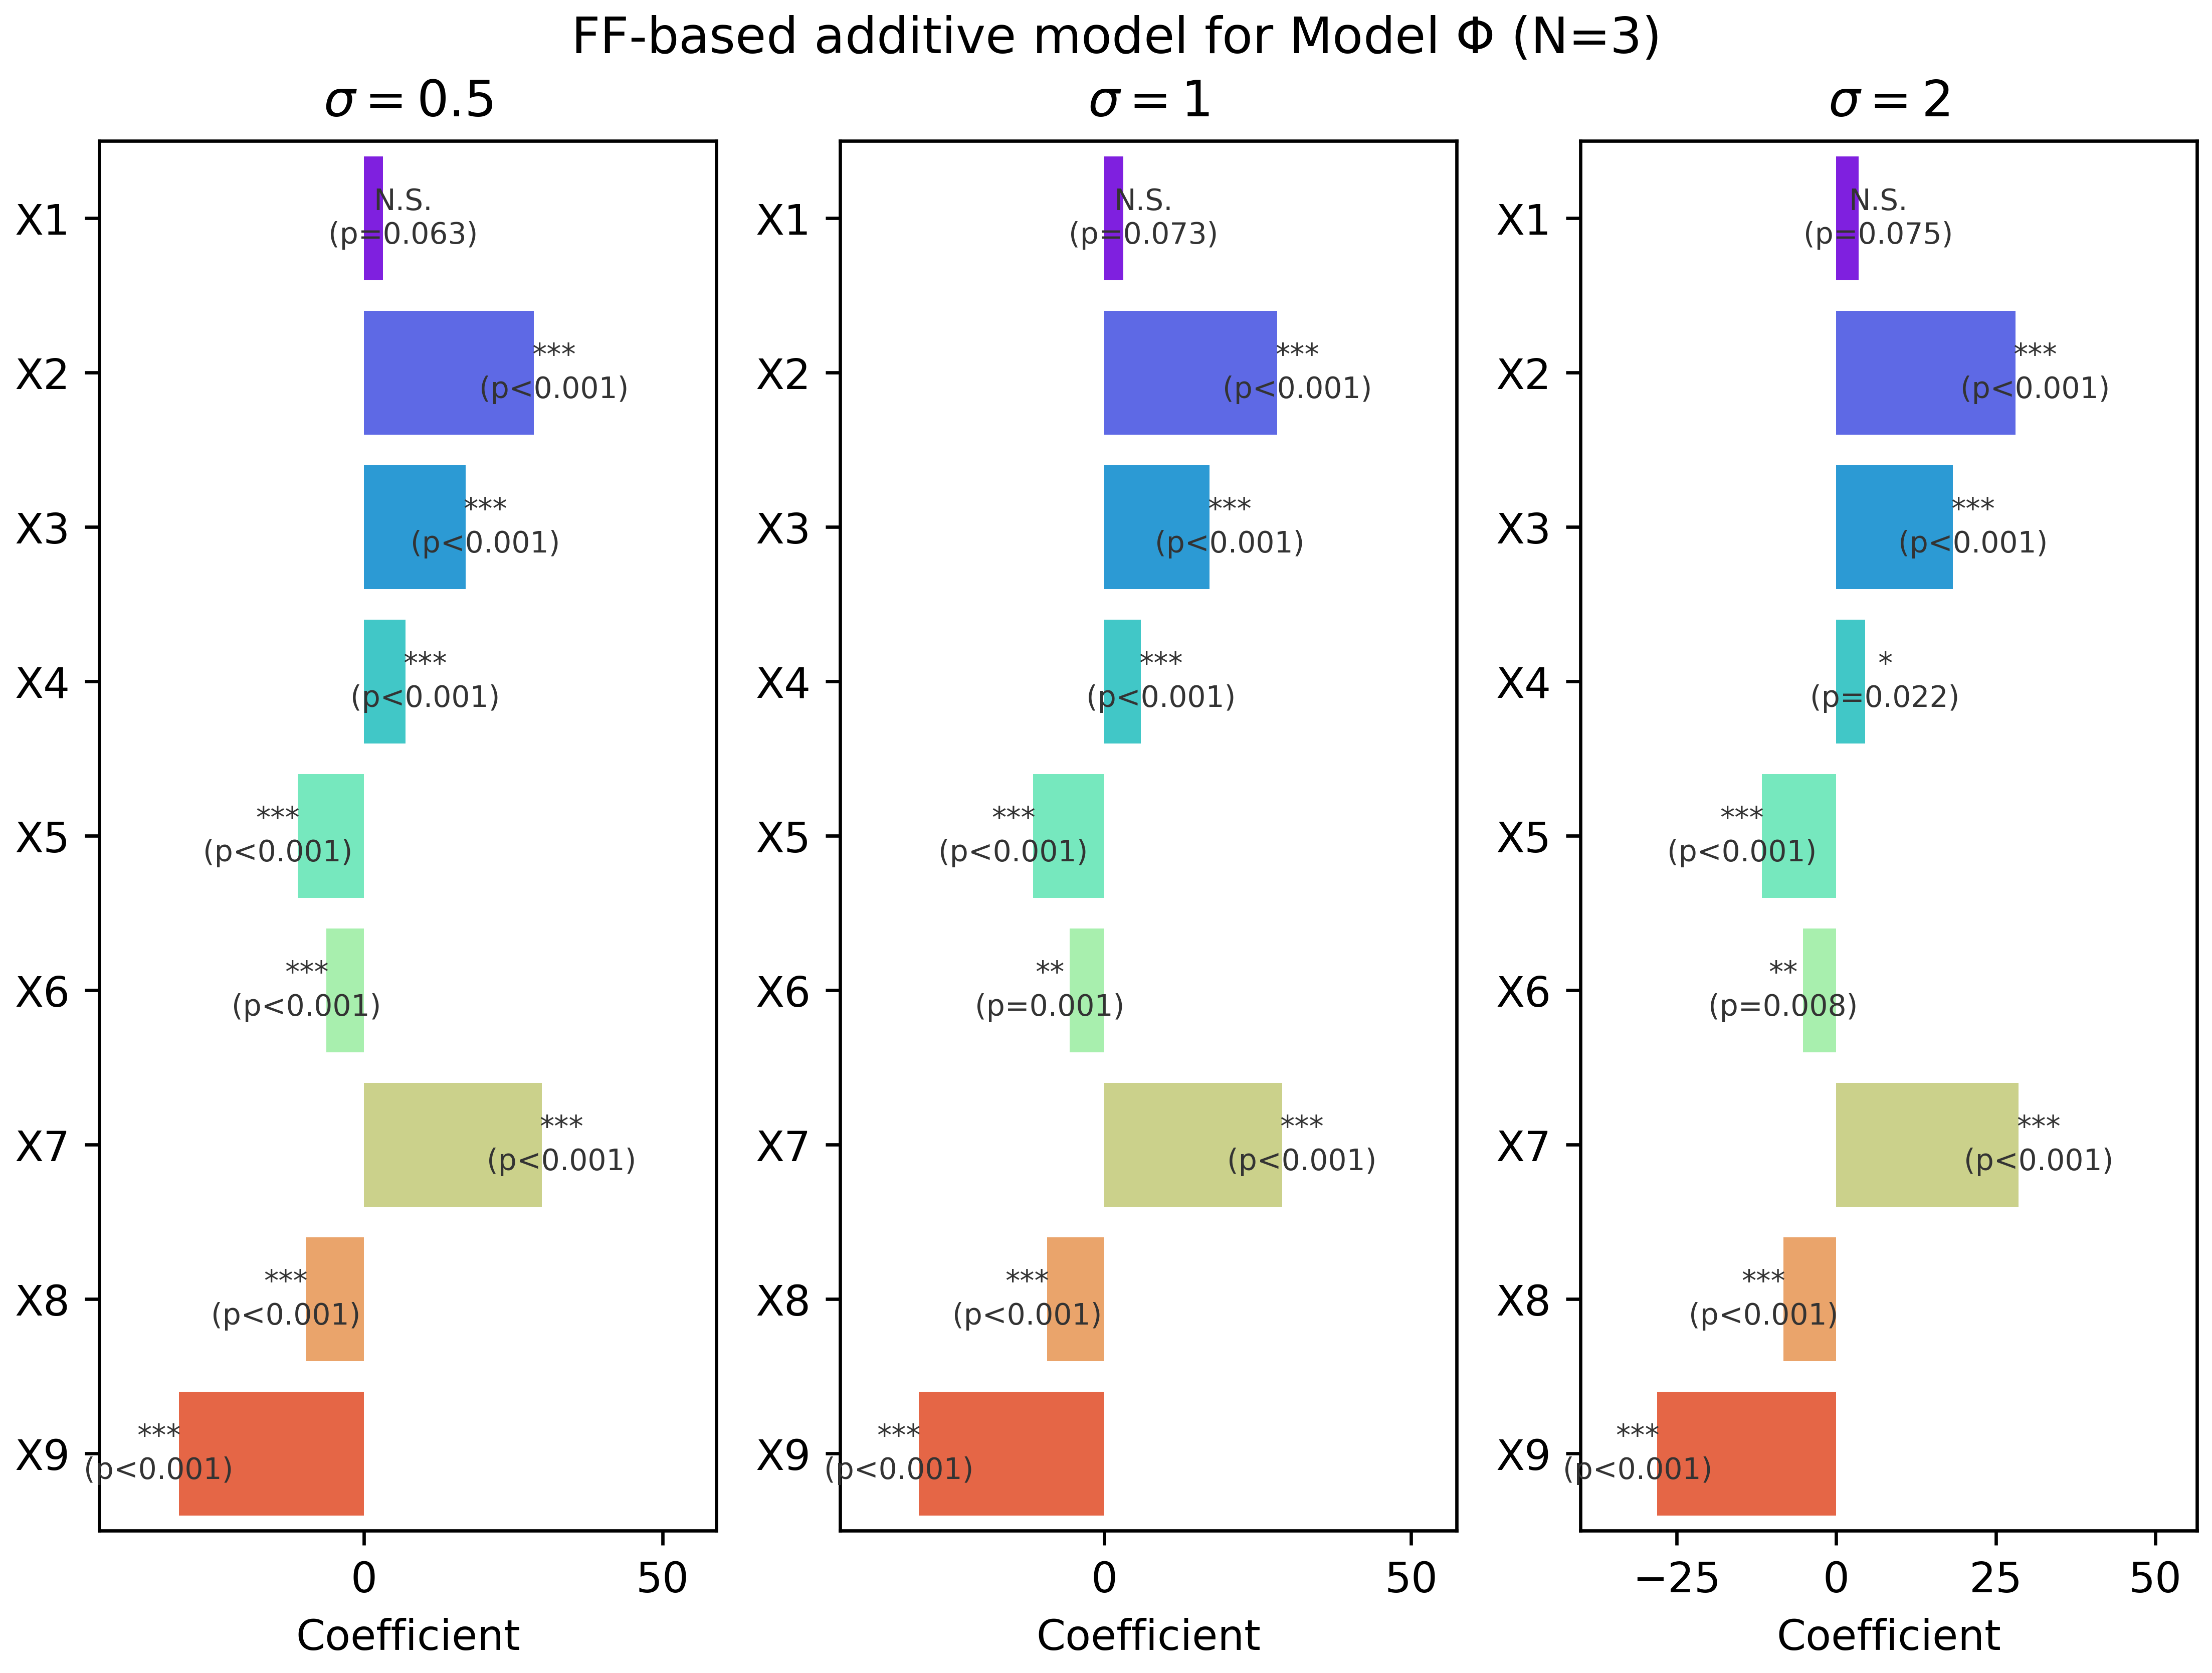 FF-based additive model for Model Φ (N=3)
σ = 0.5
X1
N.S.
(p=0.063)
X2
***
(p<0.001)
X3
***
(p<0.001)
X4
***
(p<0.001)
X5
***
(p<0.001)
X6
***
(p<0.001)
X7
***
(p<0.001)
X8
***
(p<0.001)
X9
***
(p<0.001)
0 50
Coefficient
σ = 1
X1
N.S.
(p=0.073)
X2
***
(p<0.001)
X3
***
(p<0.001)
X4
***
(p<0.001)
X5
***
(p<0.001)
X6
**
(p=0.001)
X7
***
(p<0.001)
X8
***
(p<0.001)
X9
***
(p<0.001)
0 50
Coefficient
σ = 2
X1
N.S.
(p=0.075)
X2
***
(p<0.001)
X3
***
(p<0.001)
X4
*
(p=0.022)
X5
***
(p<0.001)
X6
**
(p=0.008)
X7
***
(p<0.001)
X8
***
(p<0.001)
X9
***
(p<0.001)
−25 0 25 50
Coefficient